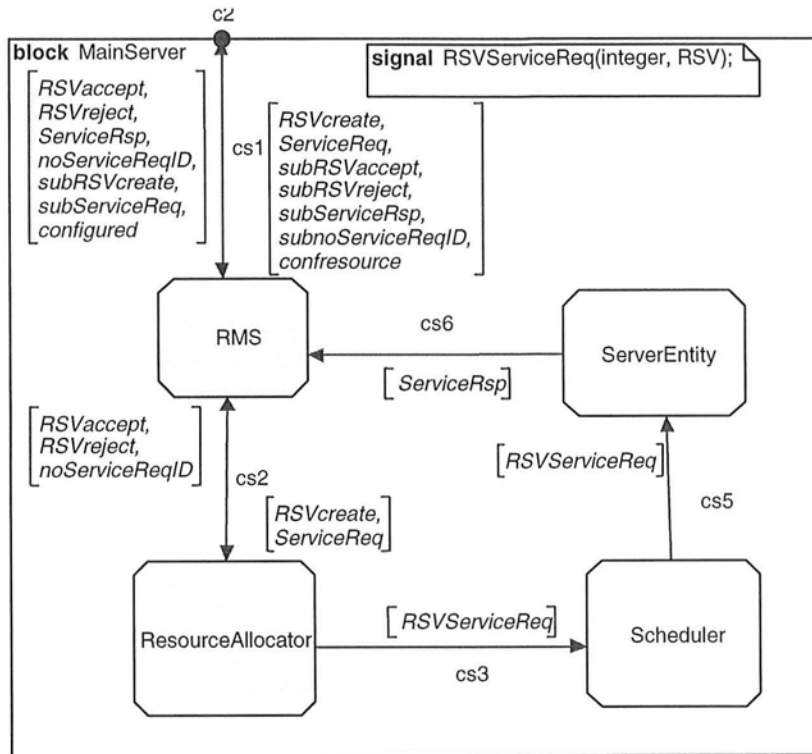 c2
block MainServer
signal RSVServiceReq(integer, RSV);
RSVaccept,
RSVreject,
ServiceRsp,
noServiceReqID,
subRSVcreate,
subServiceReq,
configured
cs1
RSVcreate,
ServiceReq,
subRSVaccept,
subRSVreject,
subServiceRsp,
subnoServiceReqID,
confresource
RMS
cs6
ServiceRsp
ServerEntity
RSVaccept,
RSVreject,
noServiceReqID
cs2
RSVcreate,
ServiceReq
RSVServiceReq
cs5
ResourceAllocator
RSVServiceReq
cs3
Scheduler